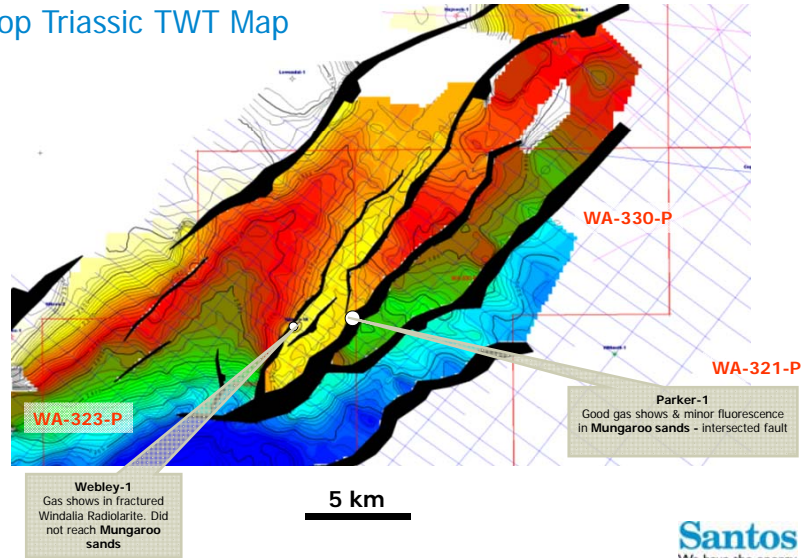 op Triassic TWT Map
Lowendal-1
WA-330-P
WA-321-P
WA-323-P
Parker-1
Good gas shows & minor fluorescence
in Mungaroo sands - intersected fault
Webley-1
Gas shows in fractured
Windalia Radiolarite. Did
not reach Mungaroo
sands
5 km
Santos